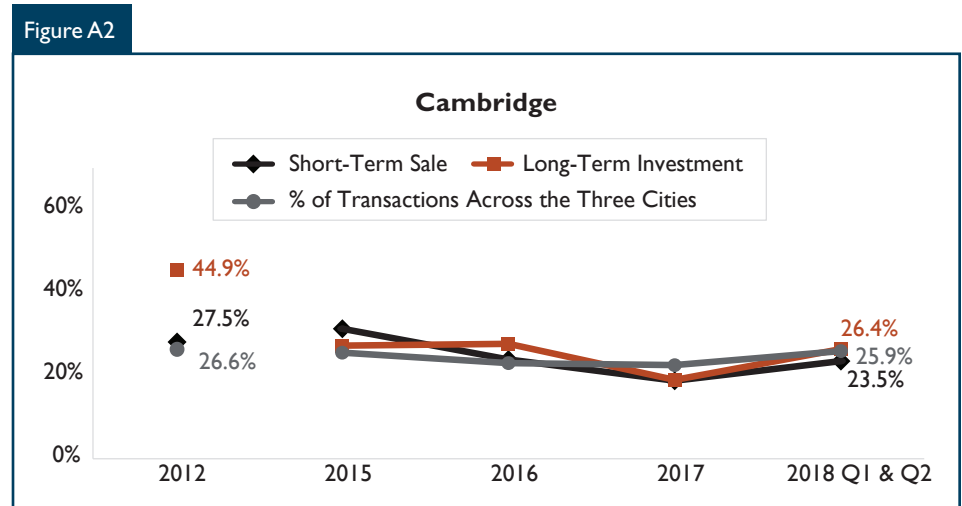 Figure A2
Cambridge
Short-Term Sale Long-Term Investment
% of Transactions Across the Three Cities
60%
40%
20%
0%
44.9%
27.5%
26.6%
26.4%
25.9%
23.5%
2012 2015 2016 2017 2018 Q1 & Q2